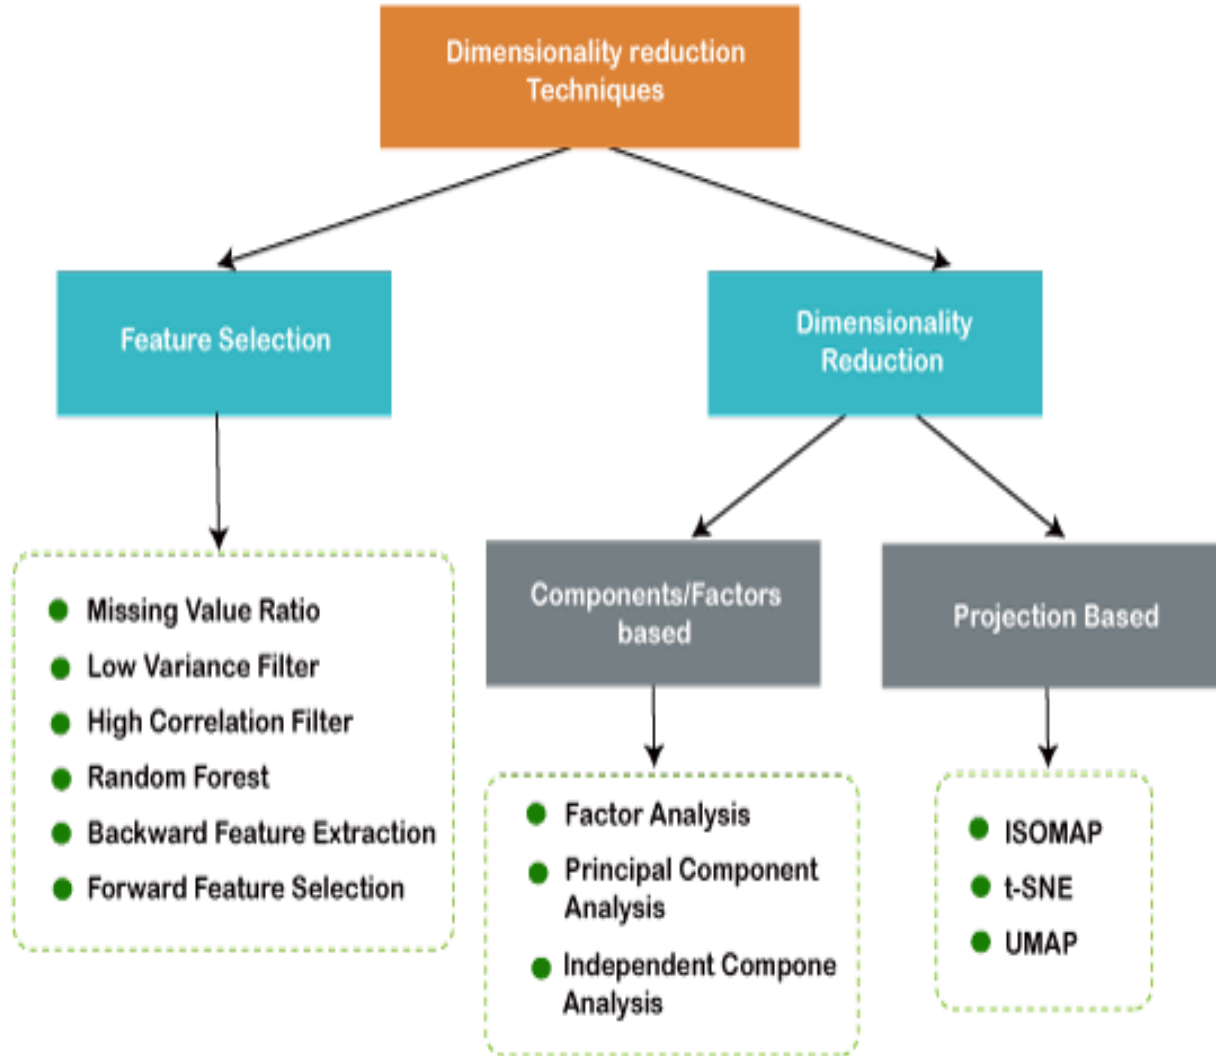 Dimensionality reduction
Techniques
Feature Selection
Dimensionality
Reduction
Missing Value Ratio
Low Variance Filter
High Correlation Filter
Random Forest
Backward Feature Extraction
Forward Feature Selection
Components/Factors
based
Factor Analysis
Principal Component
Analysis
Independent Compone
Analysis
Projection Based
ISOMAP
t-SNE
UMAP